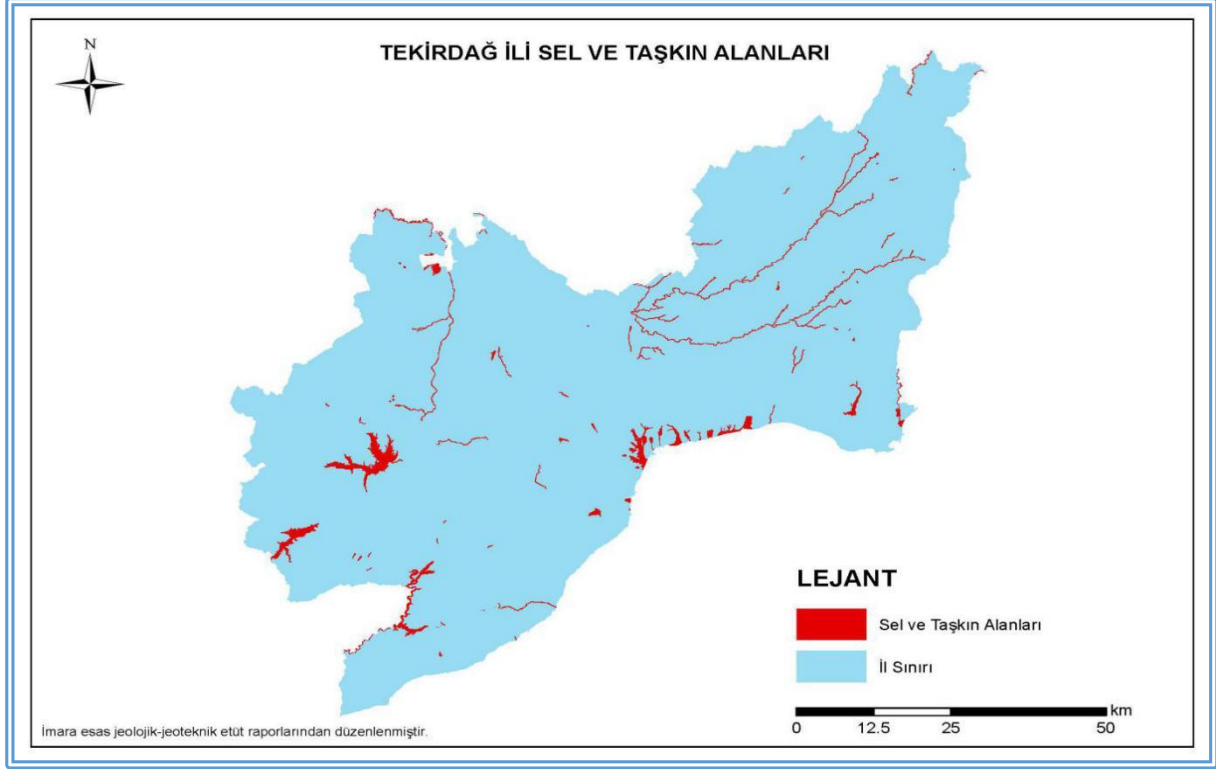 TEKİRDAĞ İLİ SEL VE TAŞKIN ALANLARI
N
LEJANT
Sel ve Taşkın Alanları
İl Sınırı
km
0 12.5 25 50
İmara esas jeolojik-jeoteknik etüt raporlarından düzenlenmiştir.